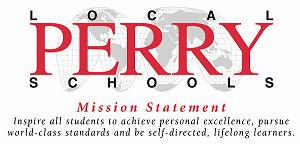 LOCAL
PERRY
SCHOOLS
Mission Statement
Inspire all students to achieve personal excellence, pursue
world-class standards and be self-directed, lifelong learners.